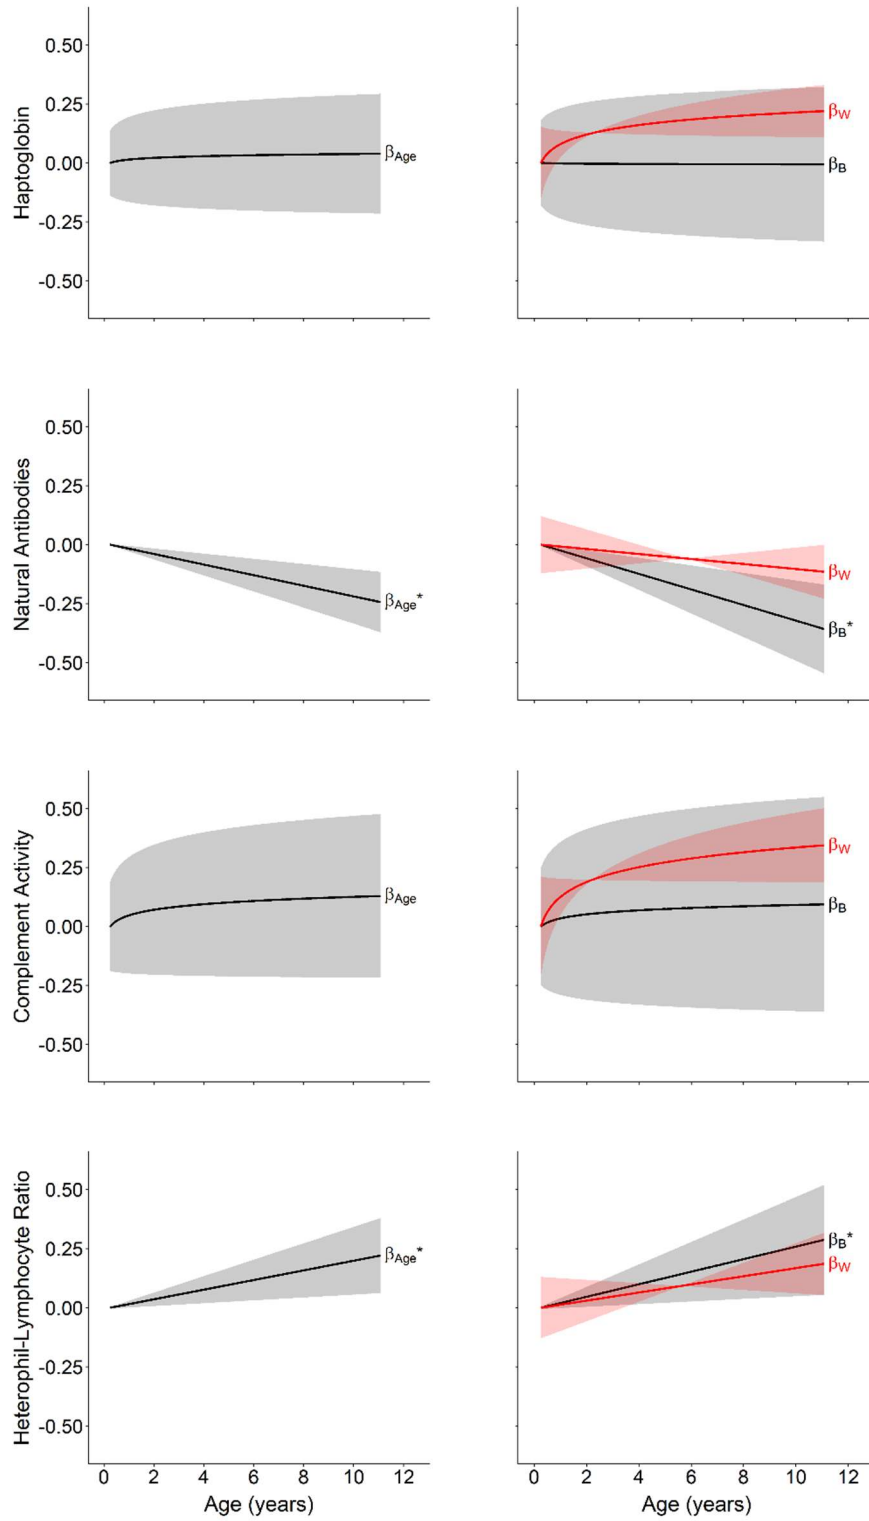 0.50
0.25
0.00
-0.25
-0.50
Haptoglobin
βAge
βW
βB
0.50
0.25
0.00
-0.25
-0.50
Natural Antibodies
βAge*
βW
βB*
0.50
0.25
0.00
-0.25
-0.50
Complement Activity
βAge
βW
βB
0.50
0.25
0.00
-0.25
-0.50
Heterophil-Lymphocyte Ratio
βAge*
βB*
βW
0 2 4 6 8 10 12
Age (years)
0 2 4 6 8 10 12
Age (years)